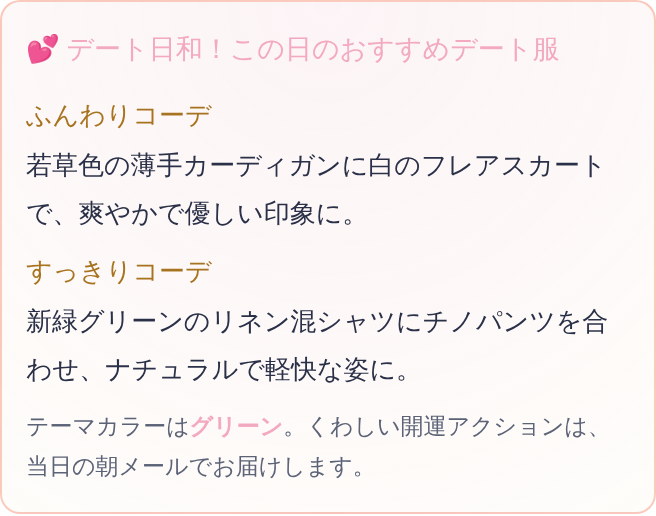 💕 デート日和！この日のおすすめデート服
ふんわりコーデ
若草色の薄手カーディガンに白のフレアスカート
で、爽やかで優しい印象に。
すっきりコーデ
新緑グリーンのリネン混シャツにチノパンツを合
わせ、ナチュラルで軽快な姿に。
テーマカラーはグリーン。くわしい開運アクションは、
当日の朝メールでお届けします。